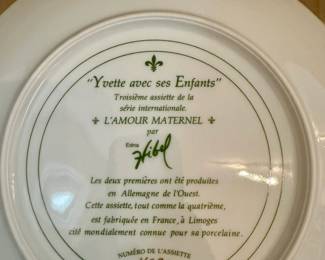 "Yvette avec ses Enfants"
Troisième assiette de la
série internationale.
L'AMOUR MATERNEL
par
Edna Hibel
Les deux premières ont été produites
en Allemagne de l'Ouest.
Cette assiette, tout comme la quatrième,
est fabriquée en France, à Limoges
cité mondialement connue pour sa porcelaine.
NUMÉRO DE L'ASSIETTE